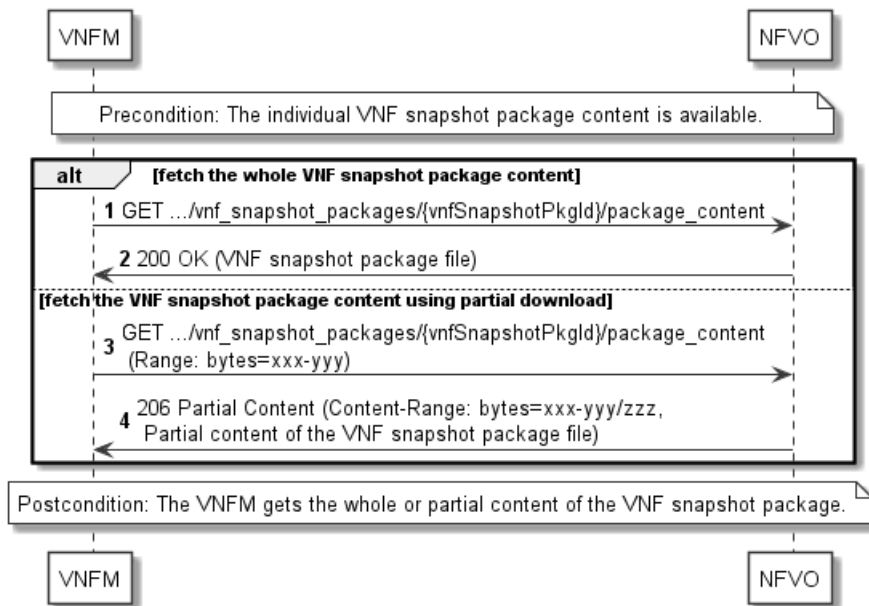 VNFM NFVO
Precondition: The individual VNF snapshot package content is available.
alt [fetch the whole VNF snapshot package content]
1 GET .../vnf_snapshot_packages/{vnfSnapshotPkgId}/package_content
2 200 OK (VNF snapshot package file)
[fetch the VNF snapshot package content using partial download]
3 GET .../vnf_snapshot_packages/{vnfSnapshotPkgId}/package_content
(Range: bytes=xxx-yyy)
4 206 Partial Content (Content-Range: bytes=xxx-yyy/zzz,
Partial content of the VNF snapshot package file)
Postcondition: The VNFM gets the whole or partial content of the VNF snapshot package.
VNFM NFVO